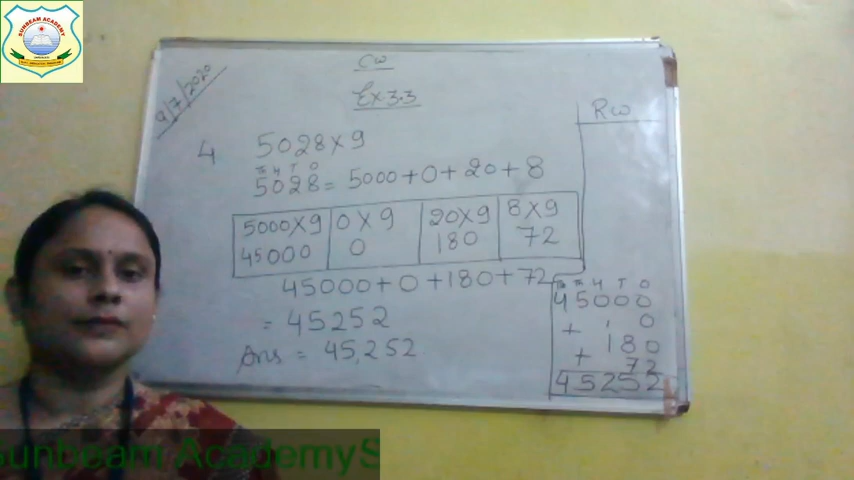 SUNBEAM ACADEMY
9/7/2020
CW
Ex.3.3
RW
4 5028×9
Th H T O
5028 = 5000+0+20+8
5000×9 0×9 20×9 8×9
45000 0 180 72
45000+0+180+72
= 45252
Ans = 45,252
TTh Th H T O
45000
+ 0
180
+ 72
45252
Sunbeam AcademyS